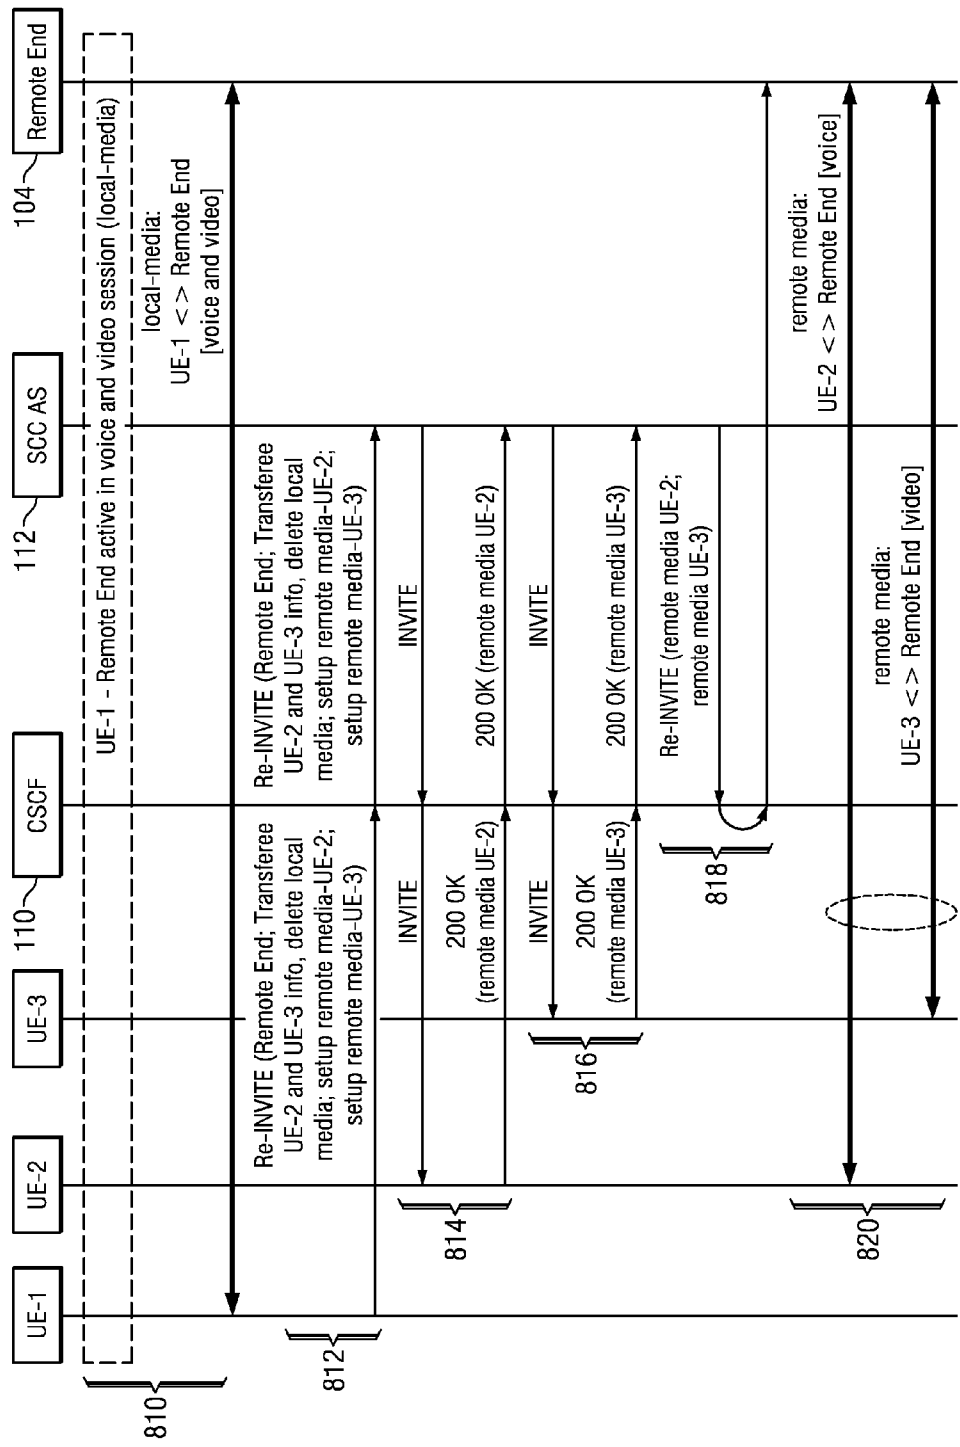 UE-1
UE-2
UE-3
CSCF
SCC AS
Remote End
110
112
104
UE-1 - Remote End active in voice and video session (local-media)
810
local-media:
UE-1 < > Remote End
[voice and video]
Re-INVITE (Remote End; Transferee
UE-2 and UE-3 info, delete local
media; setup remote media-UE-2;
setup remote media-UE-3)
Re-INVITE (Remote End; Transferee
UE-2 and UE-3 info, delete local
media; setup remote media-UE-2;
setup remote media-UE-3)
812
INVITE
INVITE
814
200 OK
(remote media UE-2)
200 OK (remote media UE-2)
INVITE
INVITE
816
200 OK
(remote media UE-3)
200 OK (remote media UE-3)
Re-INVITE (remote media UE-2;
remote media UE-3)
818
remote media:
UE-2 < > Remote End [voice]
820
remote media:
UE-3 < > Remote End [video]